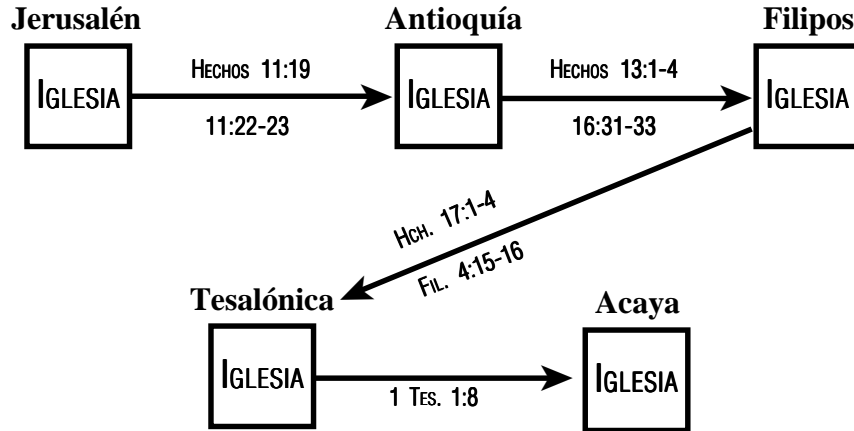 Jerusalén
Antioquía
Filipos
IGLESIA
HECHOS 11:19
11:22-23
IGLESIA
HECHOS 13:1-4
16:31-33
IGLESIA
HCH. 17:1-4
FIL. 4:15-16
Tesalónica
Acaya
IGLESIA
1 TES. 1:8
IGLESIA